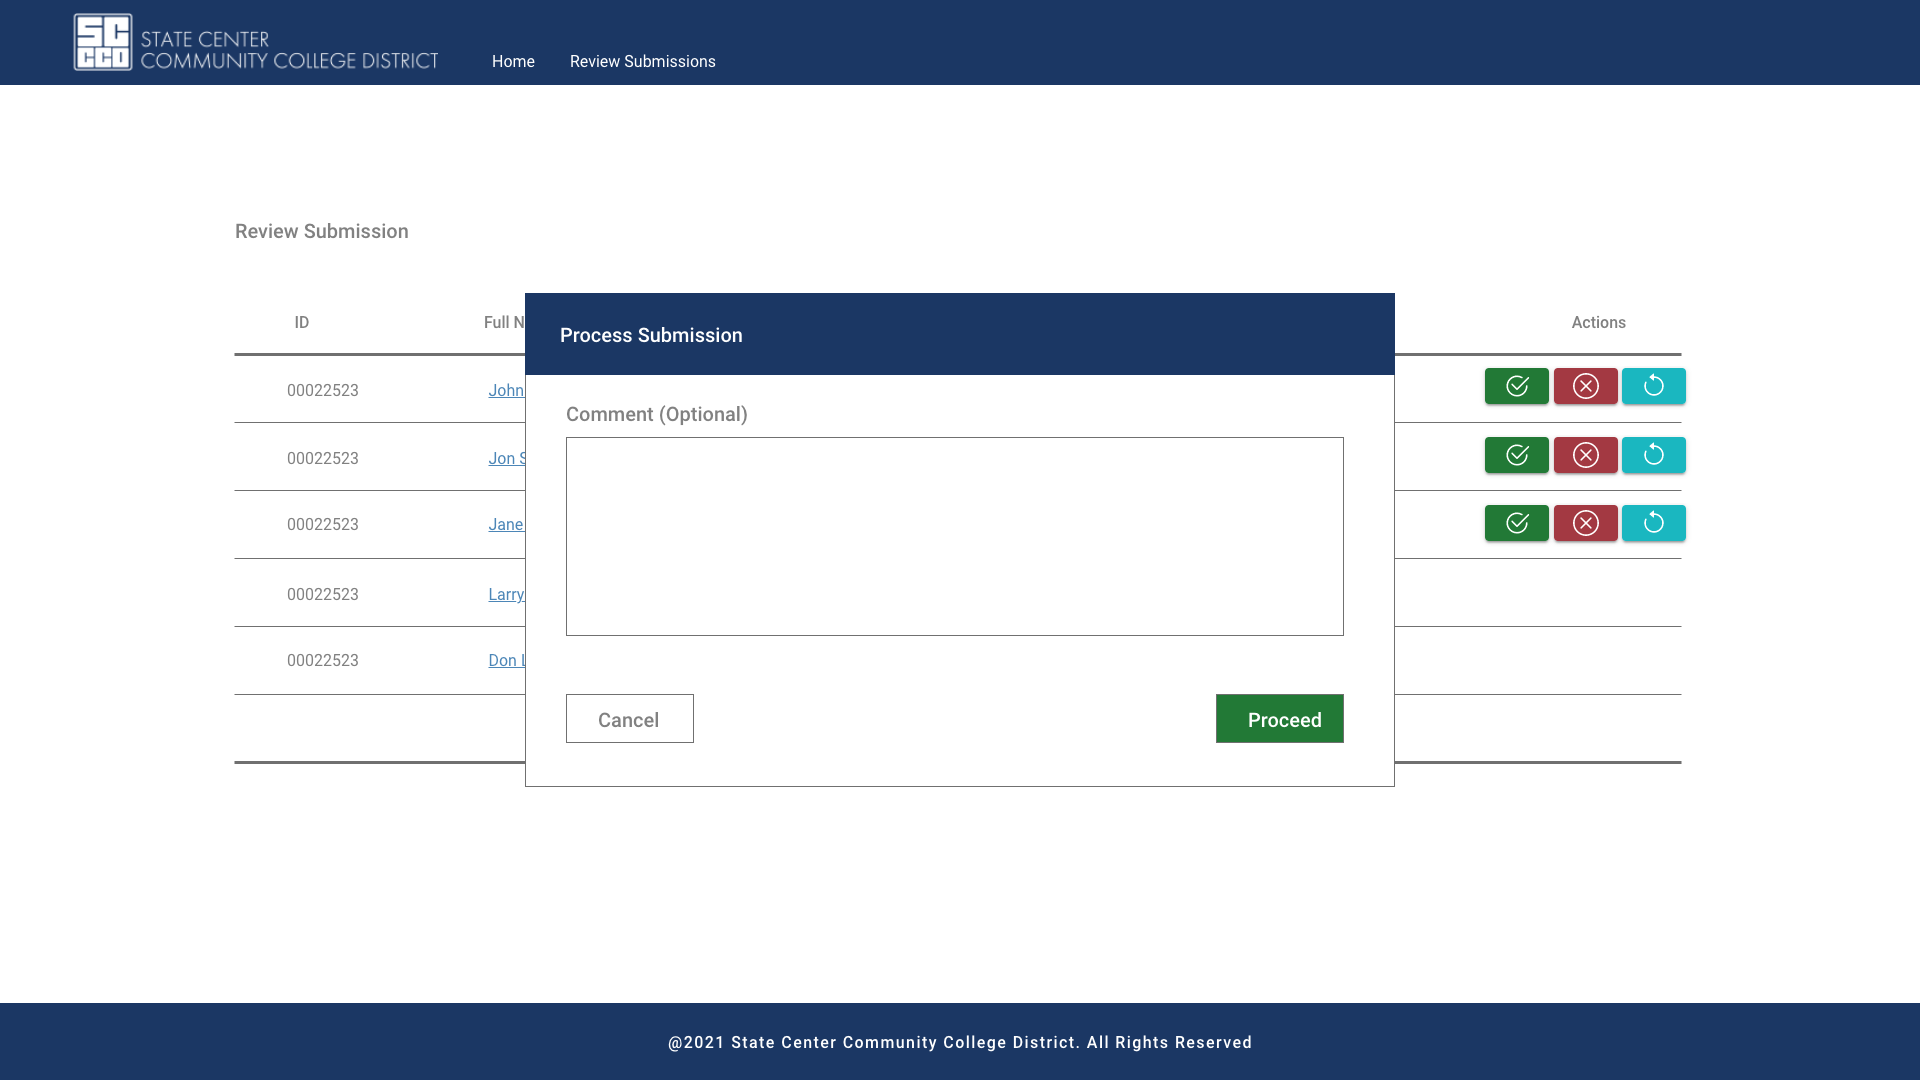 SC
CCD
STATE CENTER
COMMUNITY COLLEGE DISTRICT
Home
Review Submissions
Review Submission
ID
Full N
Actions
Process Submission
00022523
John
Comment (Optional)
00022523
Jon S
00022523
Jane
00022523
Larry
00022523
Don L
Cancel
Proceed
@2021 State Center Community College District. All Rights Reserved